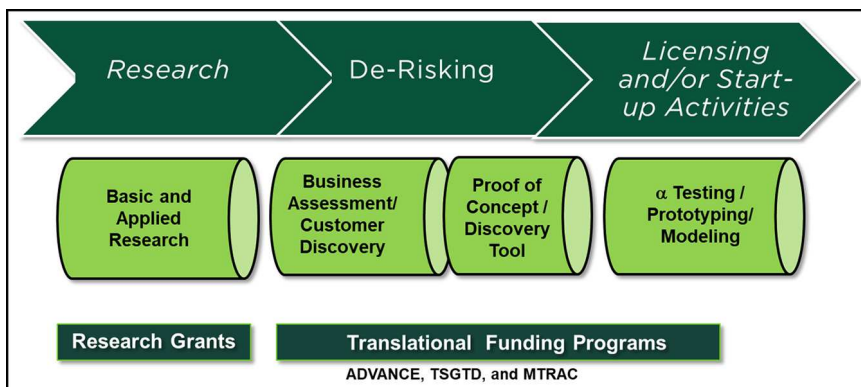 Research
De-Risking
Licensing
and/or Start-
up Activities
Basic and
Applied
Research
Business
Assessment/
Customer
Discovery
Proof of
Concept /
Discovery
Tool
α Testing /
Prototyping/
Modeling
Research Grants
Translational Funding Programs
ADVANCE, TSGTD, and MTRAC